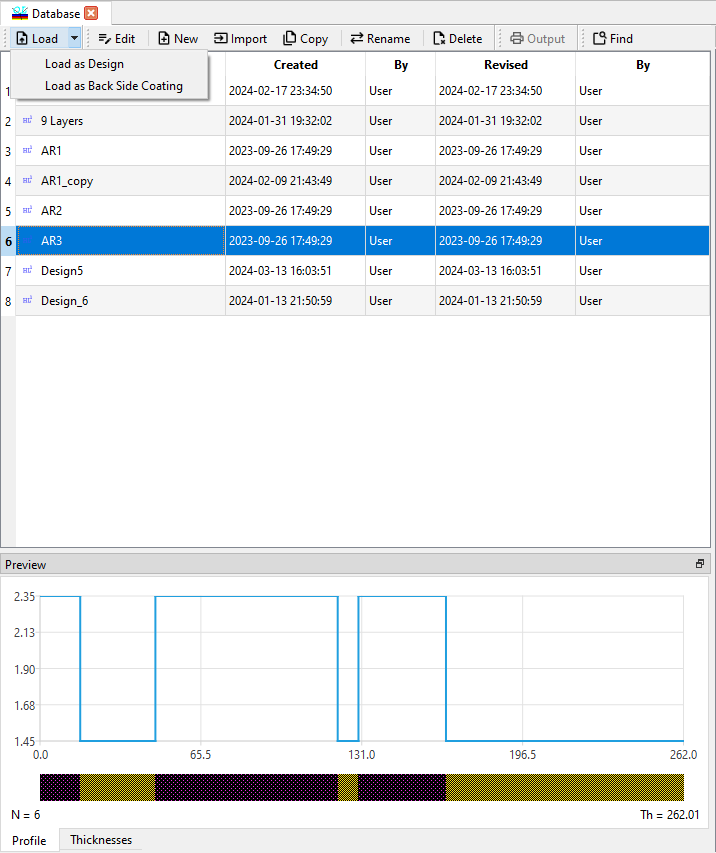 Database
Load Edit New Import Copy Rename Delete Output Find
Load as Design
Load as Back Side Coating
Created By Revised By
1 2024-02-17 23:34:50 User 2024-02-17 23:34:50 User
2 9 Layers 2024-01-31 19:32:02 User 2024-01-31 19:32:02 User
3 AR1 2023-09-26 17:49:29 User 2023-09-26 17:49:29 User
4 AR1_copy 2024-02-09 21:43:49 User 2024-02-09 21:43:49 User
5 AR2 2023-09-26 17:49:29 User 2023-09-26 17:49:29 User
6 AR3 2023-09-26 17:49:29 User 2023-09-26 17:49:29 User
7 Design5 2024-03-13 16:03:51 User 2024-03-13 16:03:51 User
8 Design_6 2024-01-13 21:50:59 User 2024-01-13 21:50:59 User
Preview
2.35
2.13
1.90
1.68
1.45
0.0 65.5 131.0 196.5 262.0
N = 6 Th = 262.01
Profile Thicknesses